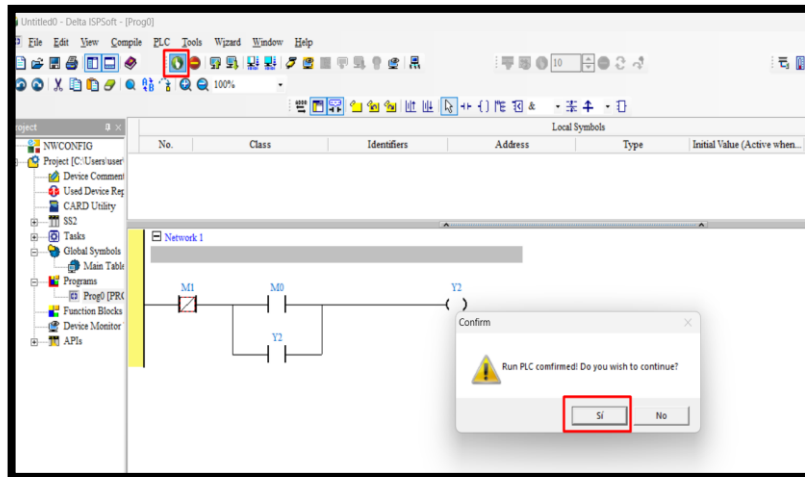 Untitled0 - Delta ISPSoft - [Prog0]
File Edit View Compile PLC Tools Wizard Window Help
10
100%
Project
NWCONFIG
Project [C:\Users\user\
Device Comment
Used Device Rep
CARD Utility
SS2
Tasks
Global Symbols
Main Table
Programs
Prog0 [PRG
Function Blocks
Device Monitor
APIs
Local Symbols
No. Class Identifiers Address Type Initial Value (Active when...
Network 1
M1 M0 Y2
Y2
Confirm
Run PLC comfirmed! Do you wish to continue?
Sí No